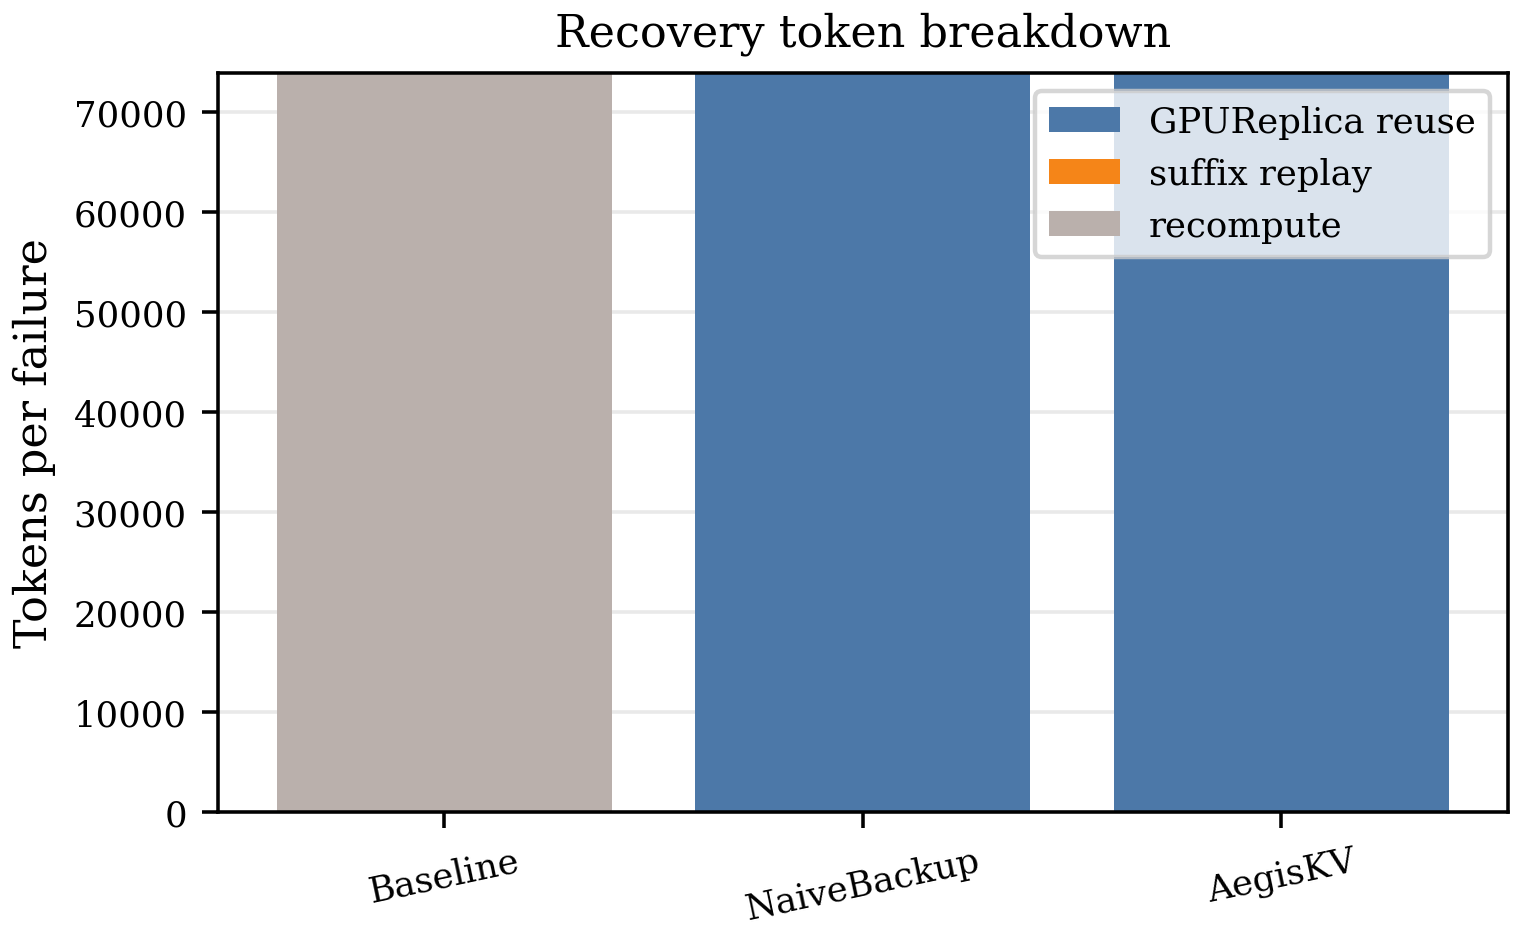 Recovery token breakdown
Tokens per failure
70000
60000
50000
40000
30000
20000
10000
0
GPUReplica reuse
suffix replay
recompute
Baseline
NaiveBackup
AegisKV